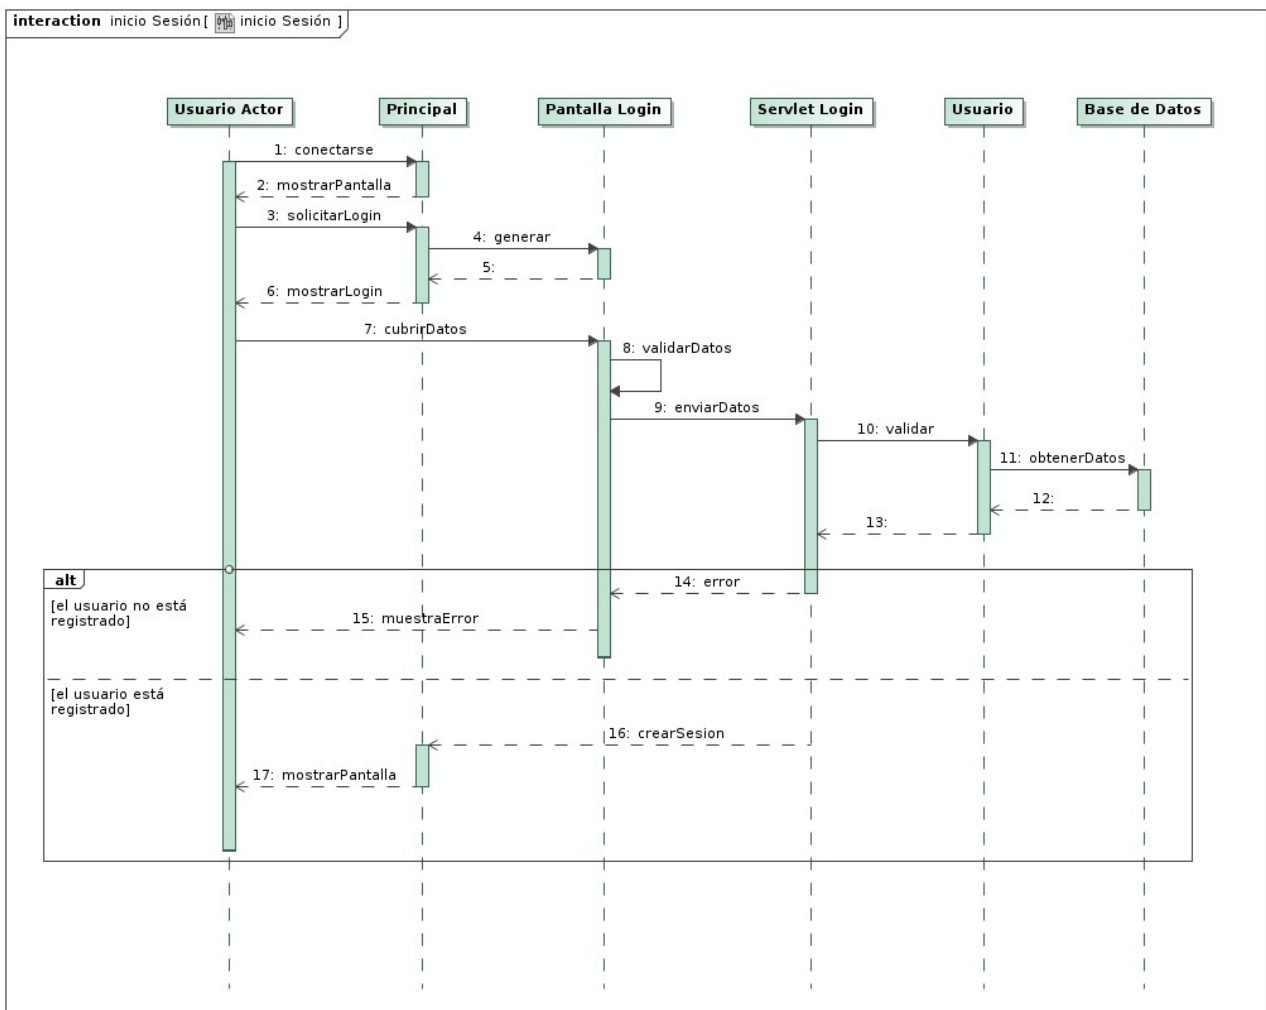 interaction inicio Sesión [ inicio Sesión ]
Usuario Actor
Principal
Pantalla Login
Servlet Login
Usuario
Base de Datos
1: conectarse
2: mostrarPantalla
3: solicitarLogin
4: generar
5:
6: mostrarLogin
7: cubrirDatos
8: validarDatos
9: enviarDatos
10: validar
11: obtenerDatos
12:
13:
alt
14: error
[el usuario no está
registrado]
15: muestraError
[el usuario está
registrado]
16: crearSesion
17: mostrarPantalla